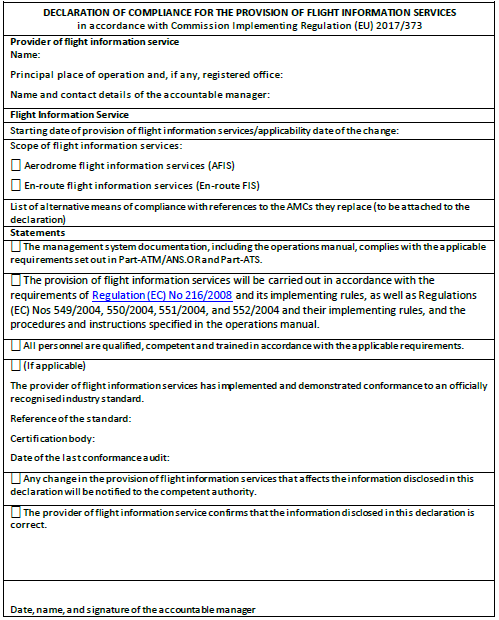 DECLARATION OF COMPLIANCE FOR THE PROVISION OF FLIGHT INFORMATION SERVICES
in accordance with Commission Implementing Regulation (EU) 2017/373
Provider of flight information service
Name:
Principal place of operation and, if any, registered office:
Name and contact details of the accountable manager:
Flight Information Service
Starting date of provision of flight information services/applicability date of the change:
Scope of flight information services:
Aerodrome flight information services (AFIS)
En-route flight information services (En-route FIS)
List of alternative means of compliance with references to the AMCs they replace (to be attached to the
declaration)
Statements
The management system documentation, including the operations manual, complies with the applicable
requirements set out in Part-ATM/ANS.OR and Part-ATS.
The provision of flight information services will be carried out in accordance with the
requirements of Regulation (EC) No 216/2008 and its implementing rules, as well as Regulations
(EC) Nos 549/2004, 550/2004, 551/2004, and 552/2004 and their implementing rules, and the
procedures and instructions specified in the operations manual.
All personnel are qualified, competent and trained in accordance with the applicable requirements.
(If applicable)
The provider of flight information services has implemented and demonstrated conformance to an officially
recognised industry standard.
Reference of the standard:
Certification body:
Date of the last conformance audit:
Any change in the provision of flight information services that affects the information disclosed in this
declaration will be notified to the competent authority.
The provider of flight information service confirms that the information disclosed in this declaration is
correct.
Date, name, and signature of the accountable manager